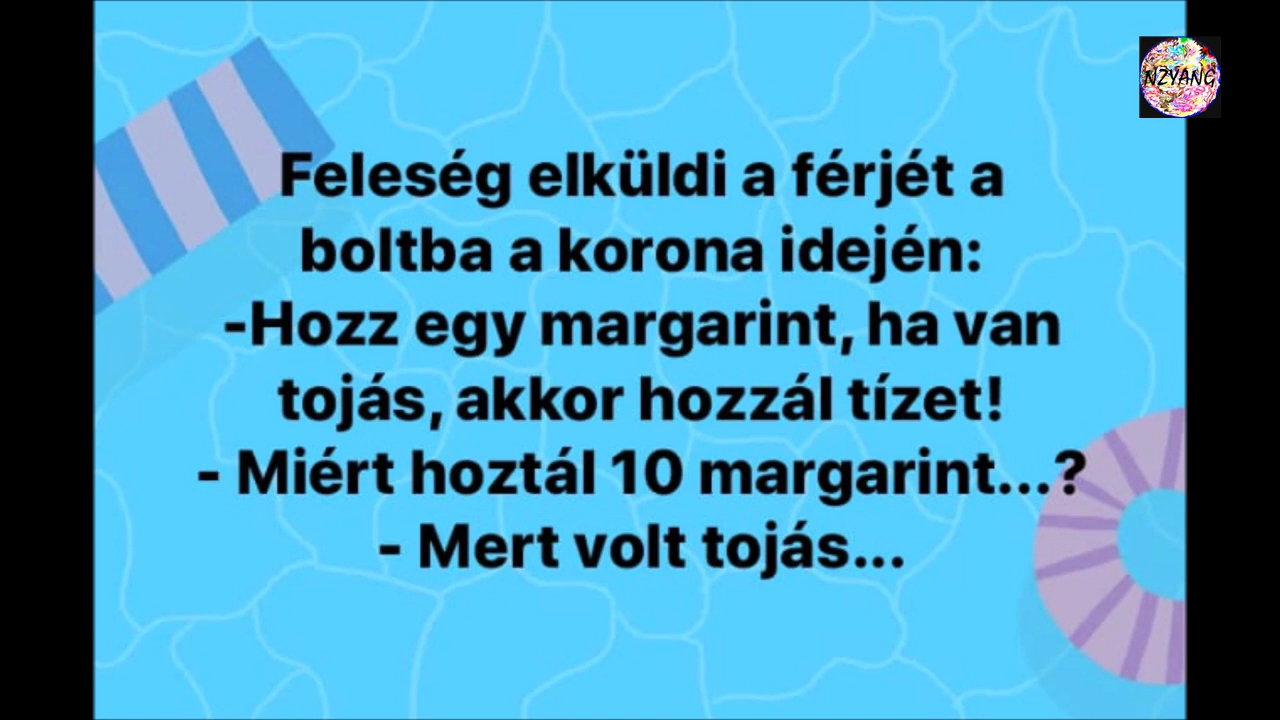 NZYANG
Feleség elküldi a férjét a
boltba a korona idején:
-Hozz egy margarint, ha van
tojás, akkor hozzál tízet!
- Miért hoztál 10 margarint...?
- Mert volt tojás...